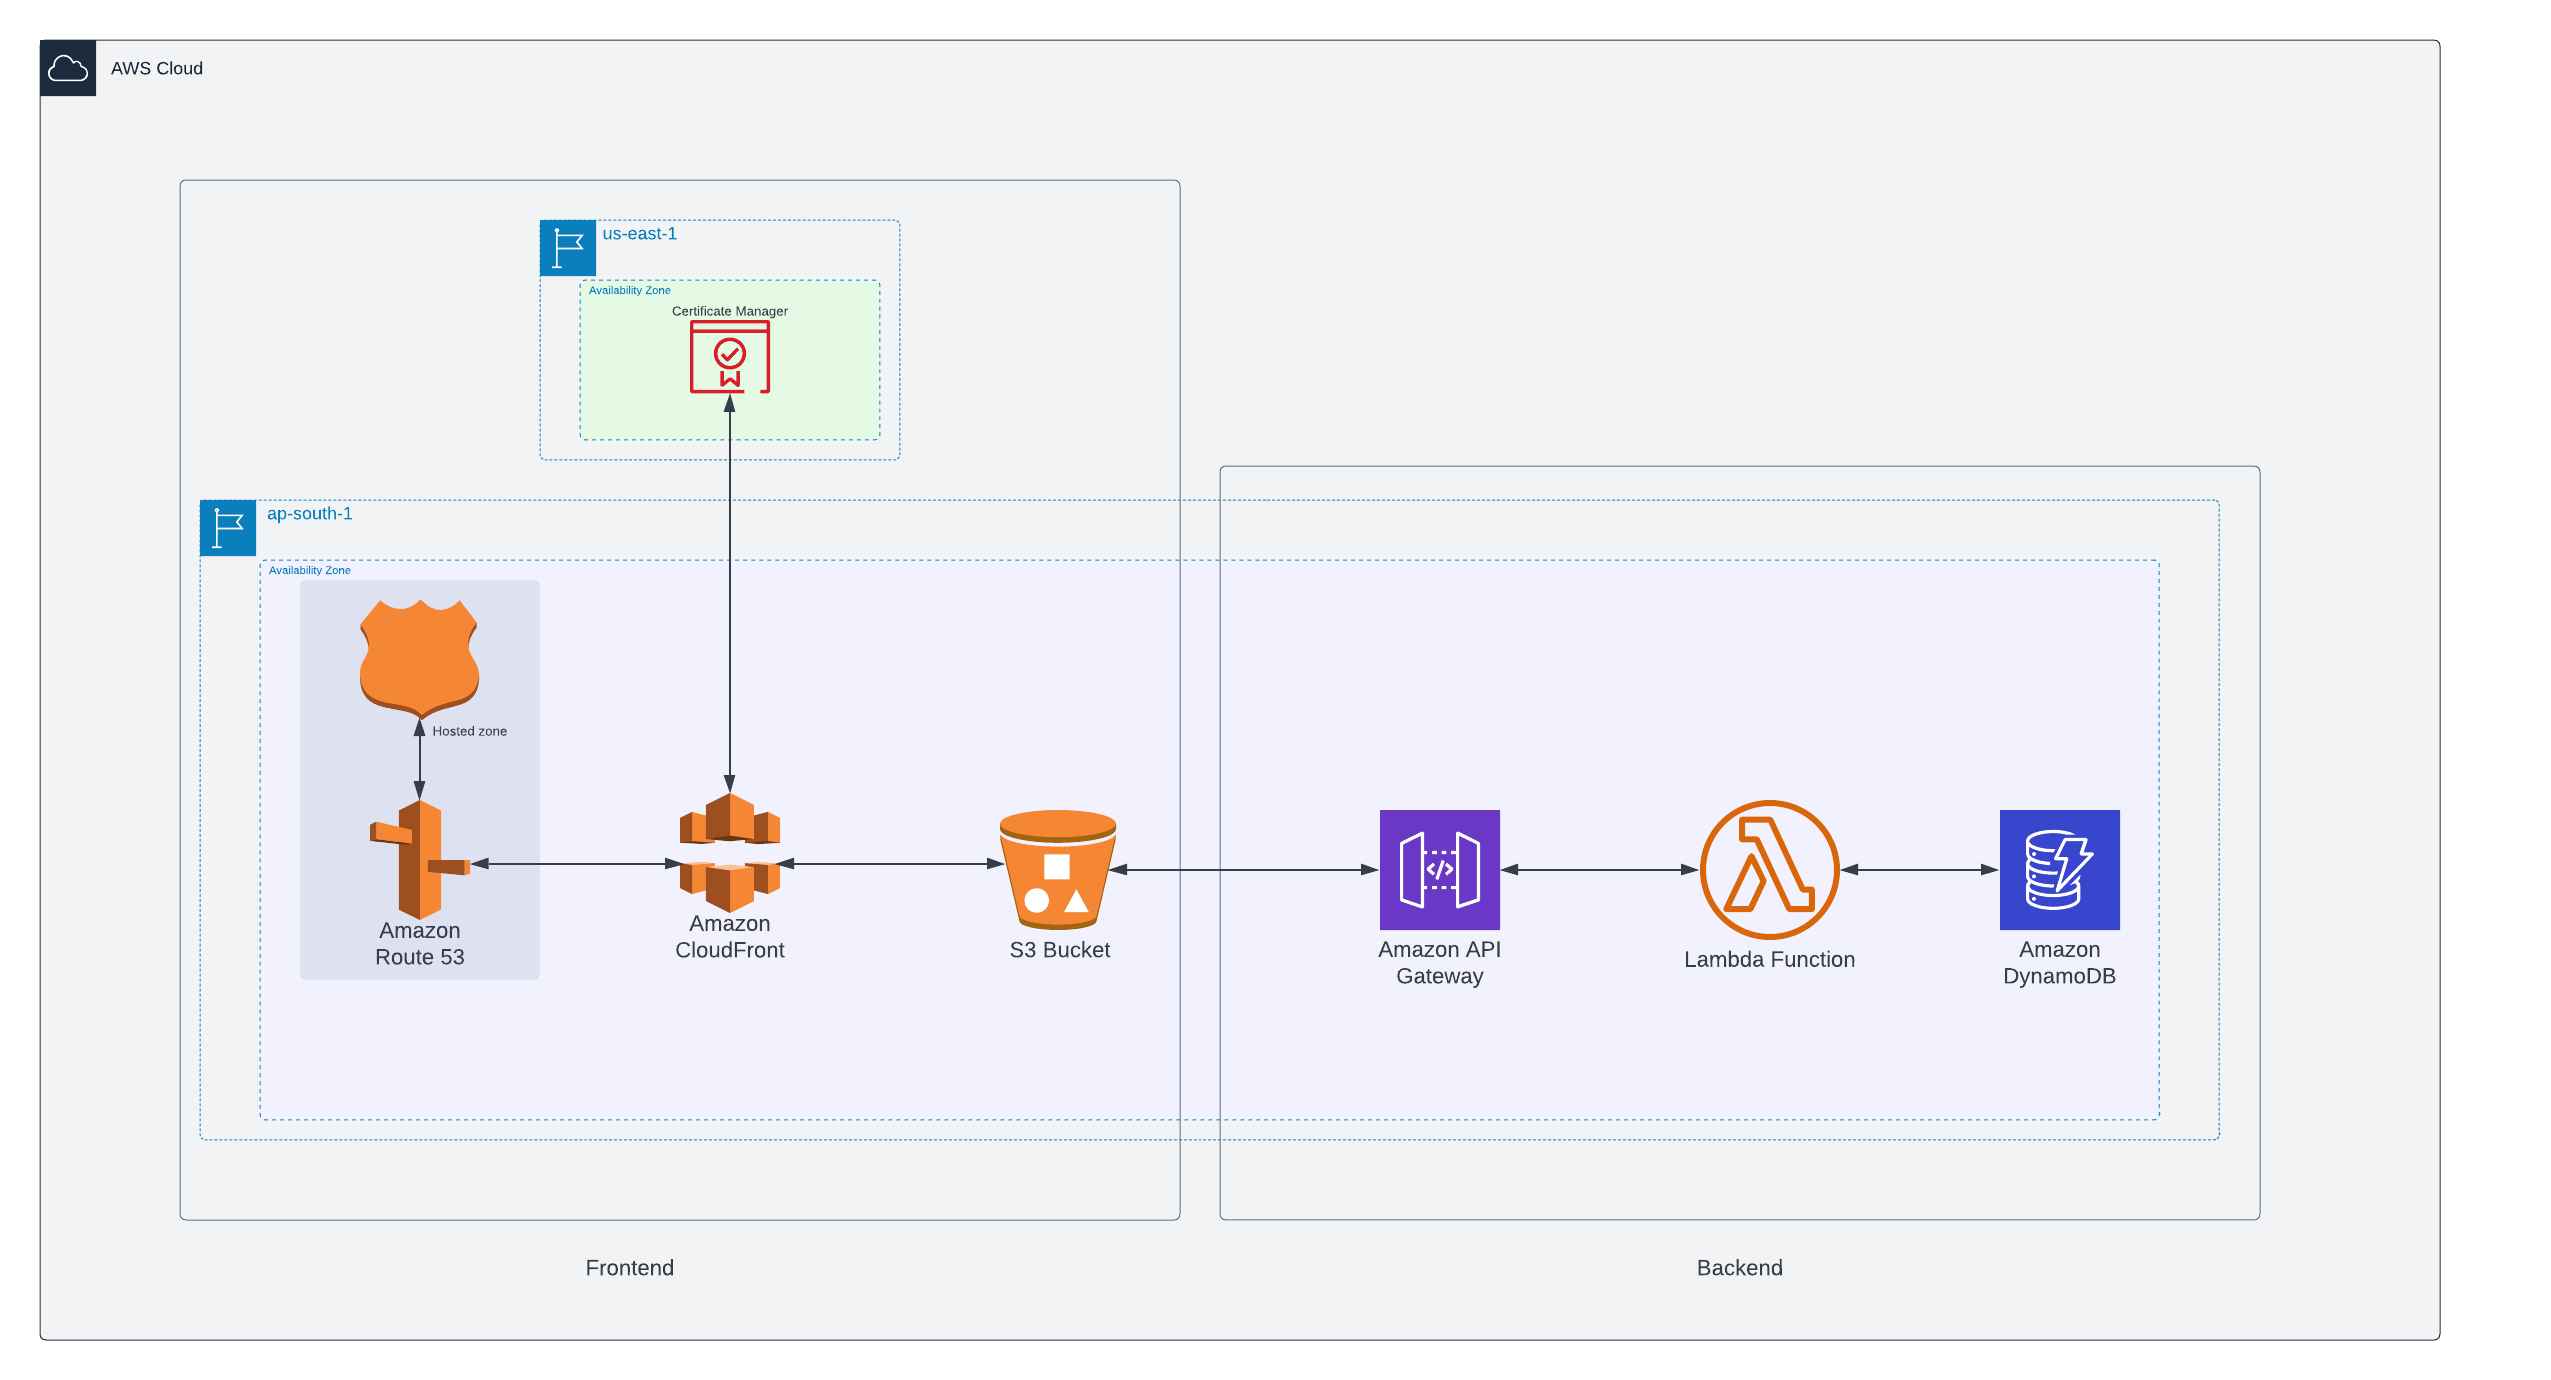 AWS Cloud
us-east-1
Availability Zone
Certificate Manager
ap-south-1
Availability Zone
Hosted zone
Amazon
Route 53
Amazon
CloudFront
S3 Bucket
Amazon API
Gateway
Lambda Function
Amazon
DynamoDB
Frontend
Backend